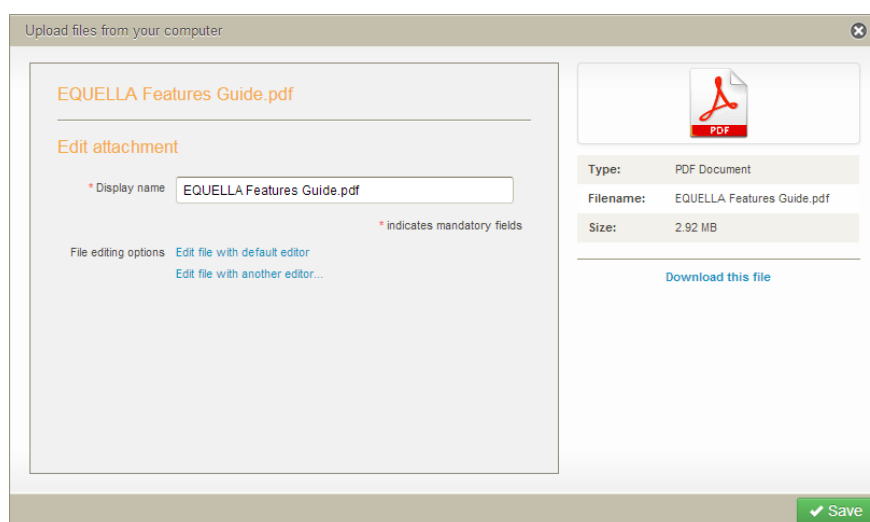 Upload files from your computer
EQUELLA Features Guide.pdf
Edit attachment
* Display name EQUELLA Features Guide.pdf
* indicates mandatory fields
File editing options Edit file with default editor
Edit file with another editor...
PDF
Type: PDF Document
Filename: EQUELLA Features Guide.pdf
Size: 2.92 MB
Download this file
Save